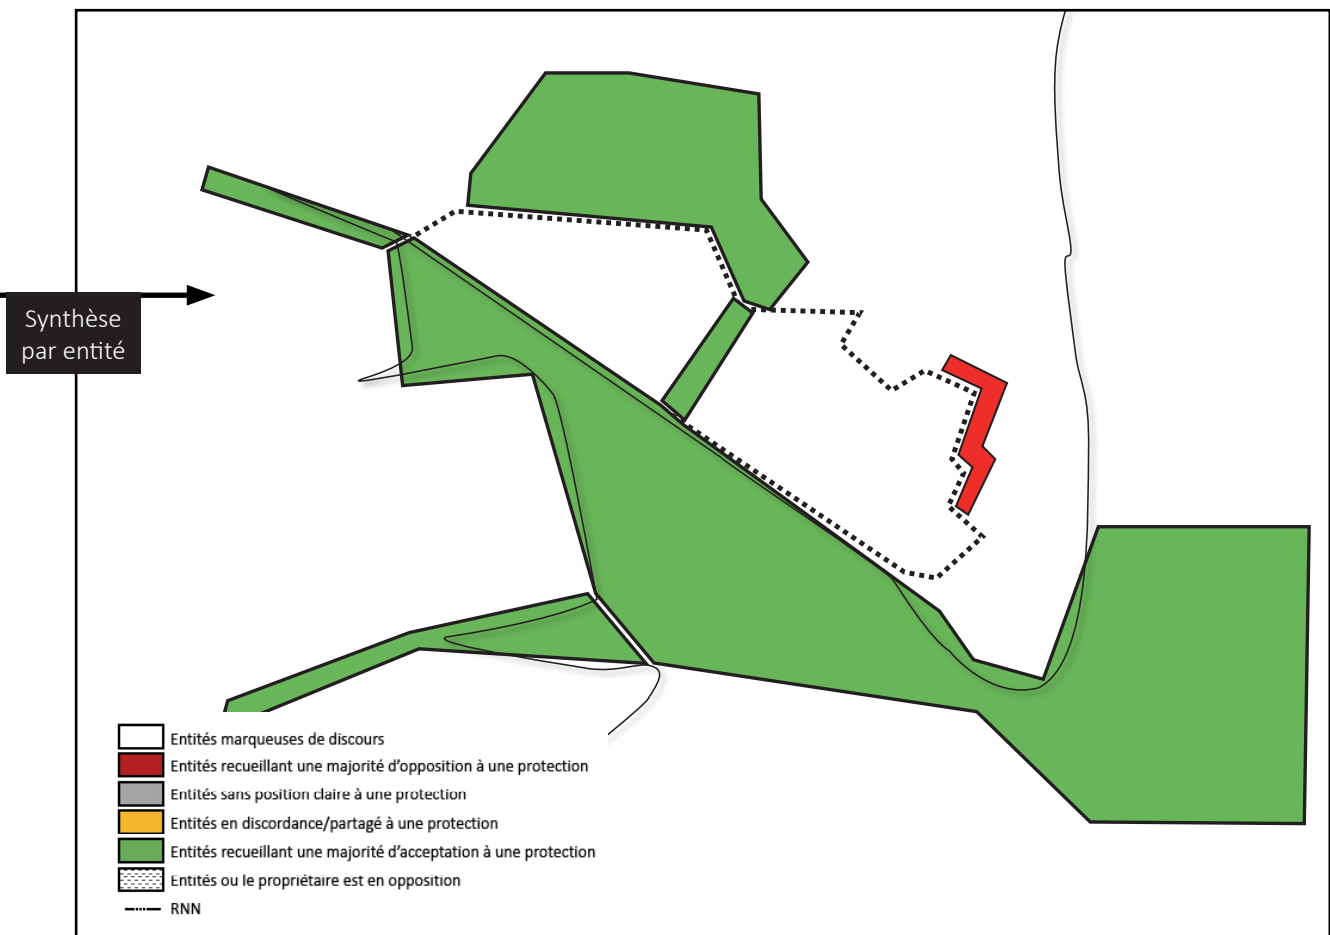 Synthèse
par entité
Entités marqueuses de discours
Entités recueillant une majorité d'opposition à une protection
Entités sans position claire à une protection
Entités en discordance/partagé à une protection
Entités recueillant une majorité d'acceptation à une protection
Entités ou le propriétaire est en opposition
RNN